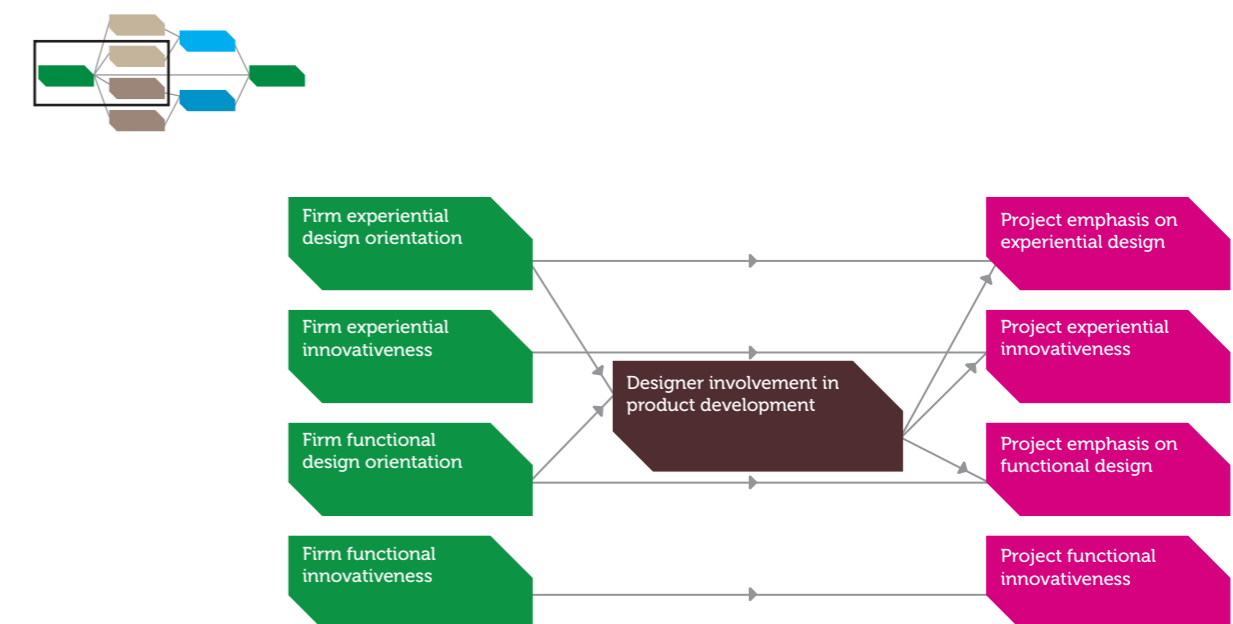 Firm experiential
design orientation
Project emphasis on
experiential design
Firm experiential
innovativeness
Project experiential
innovativeness
Designer involvement in
product development
Firm functional
design orientation
Project emphasis on
functional design
Firm functional
innovativeness
Project functional
innovativeness